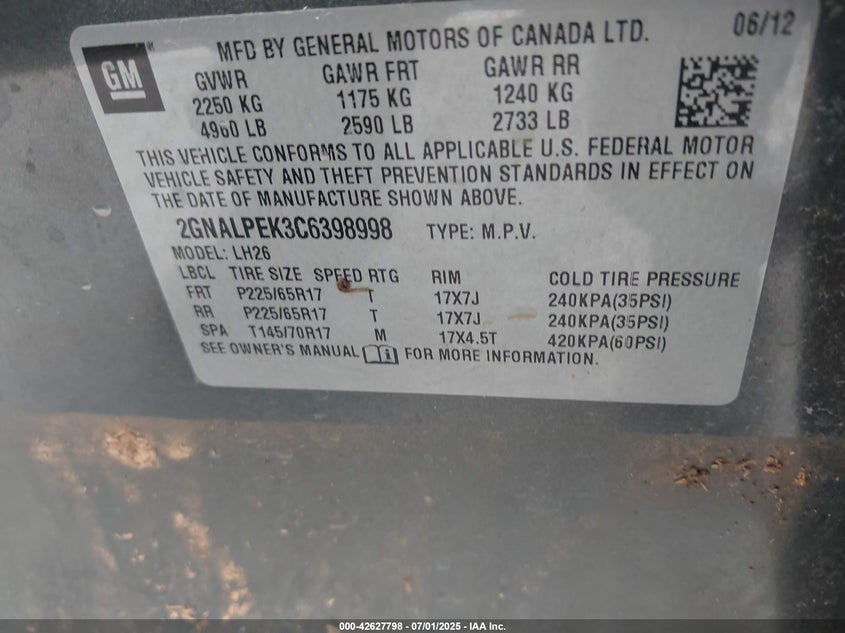 MFD BY GENERAL MOTORS OF CANADA LTD. 06/12
GM
GVWR GAWR FRT GAWR RR
2250 KG 1175 KG 1240 KG
4960 LB 2590 LB 2733 LB
THIS VEHICLE CONFORMS TO ALL APPLICABLE U.S. FEDERAL MOTOR
VEHICLE SAFETY AND THEFT PREVENTION STANDARDS IN EFFECT ON
THE DATE OF MANUFACTURE SHOWN ABOVE.
2GNALPEK3C6398998 TYPE: M.P.V.
MODEL: LH26
LBCL TIRE SIZE SPEED RTG RIM COLD TIRE PRESSURE
FRT P225/65R17 T 17X7J 240KPA(35PSI)
RR P225/65R17 T 17X7J 240KPA(35PSI)
SPA T145/70R17 M 17X4.5T 420KPA(60PSI)
SEE OWNER'S MANUAL i FOR MORE INFORMATION.
000-42627798 - 07/01/2025 - IAA Inc.